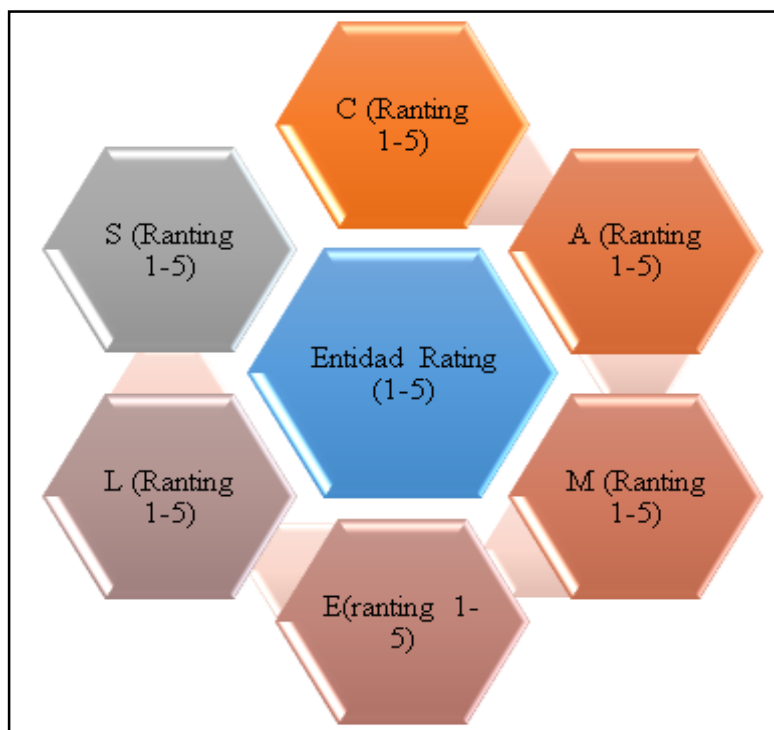 C (Ranting
1-5)
A (Ranting
1-5)
M (Ranting
1-5)
E(ranting 1-
5)
L (Ranting
1-5)
S (Ranting
1-5)
Entidad Rating
(1-5)